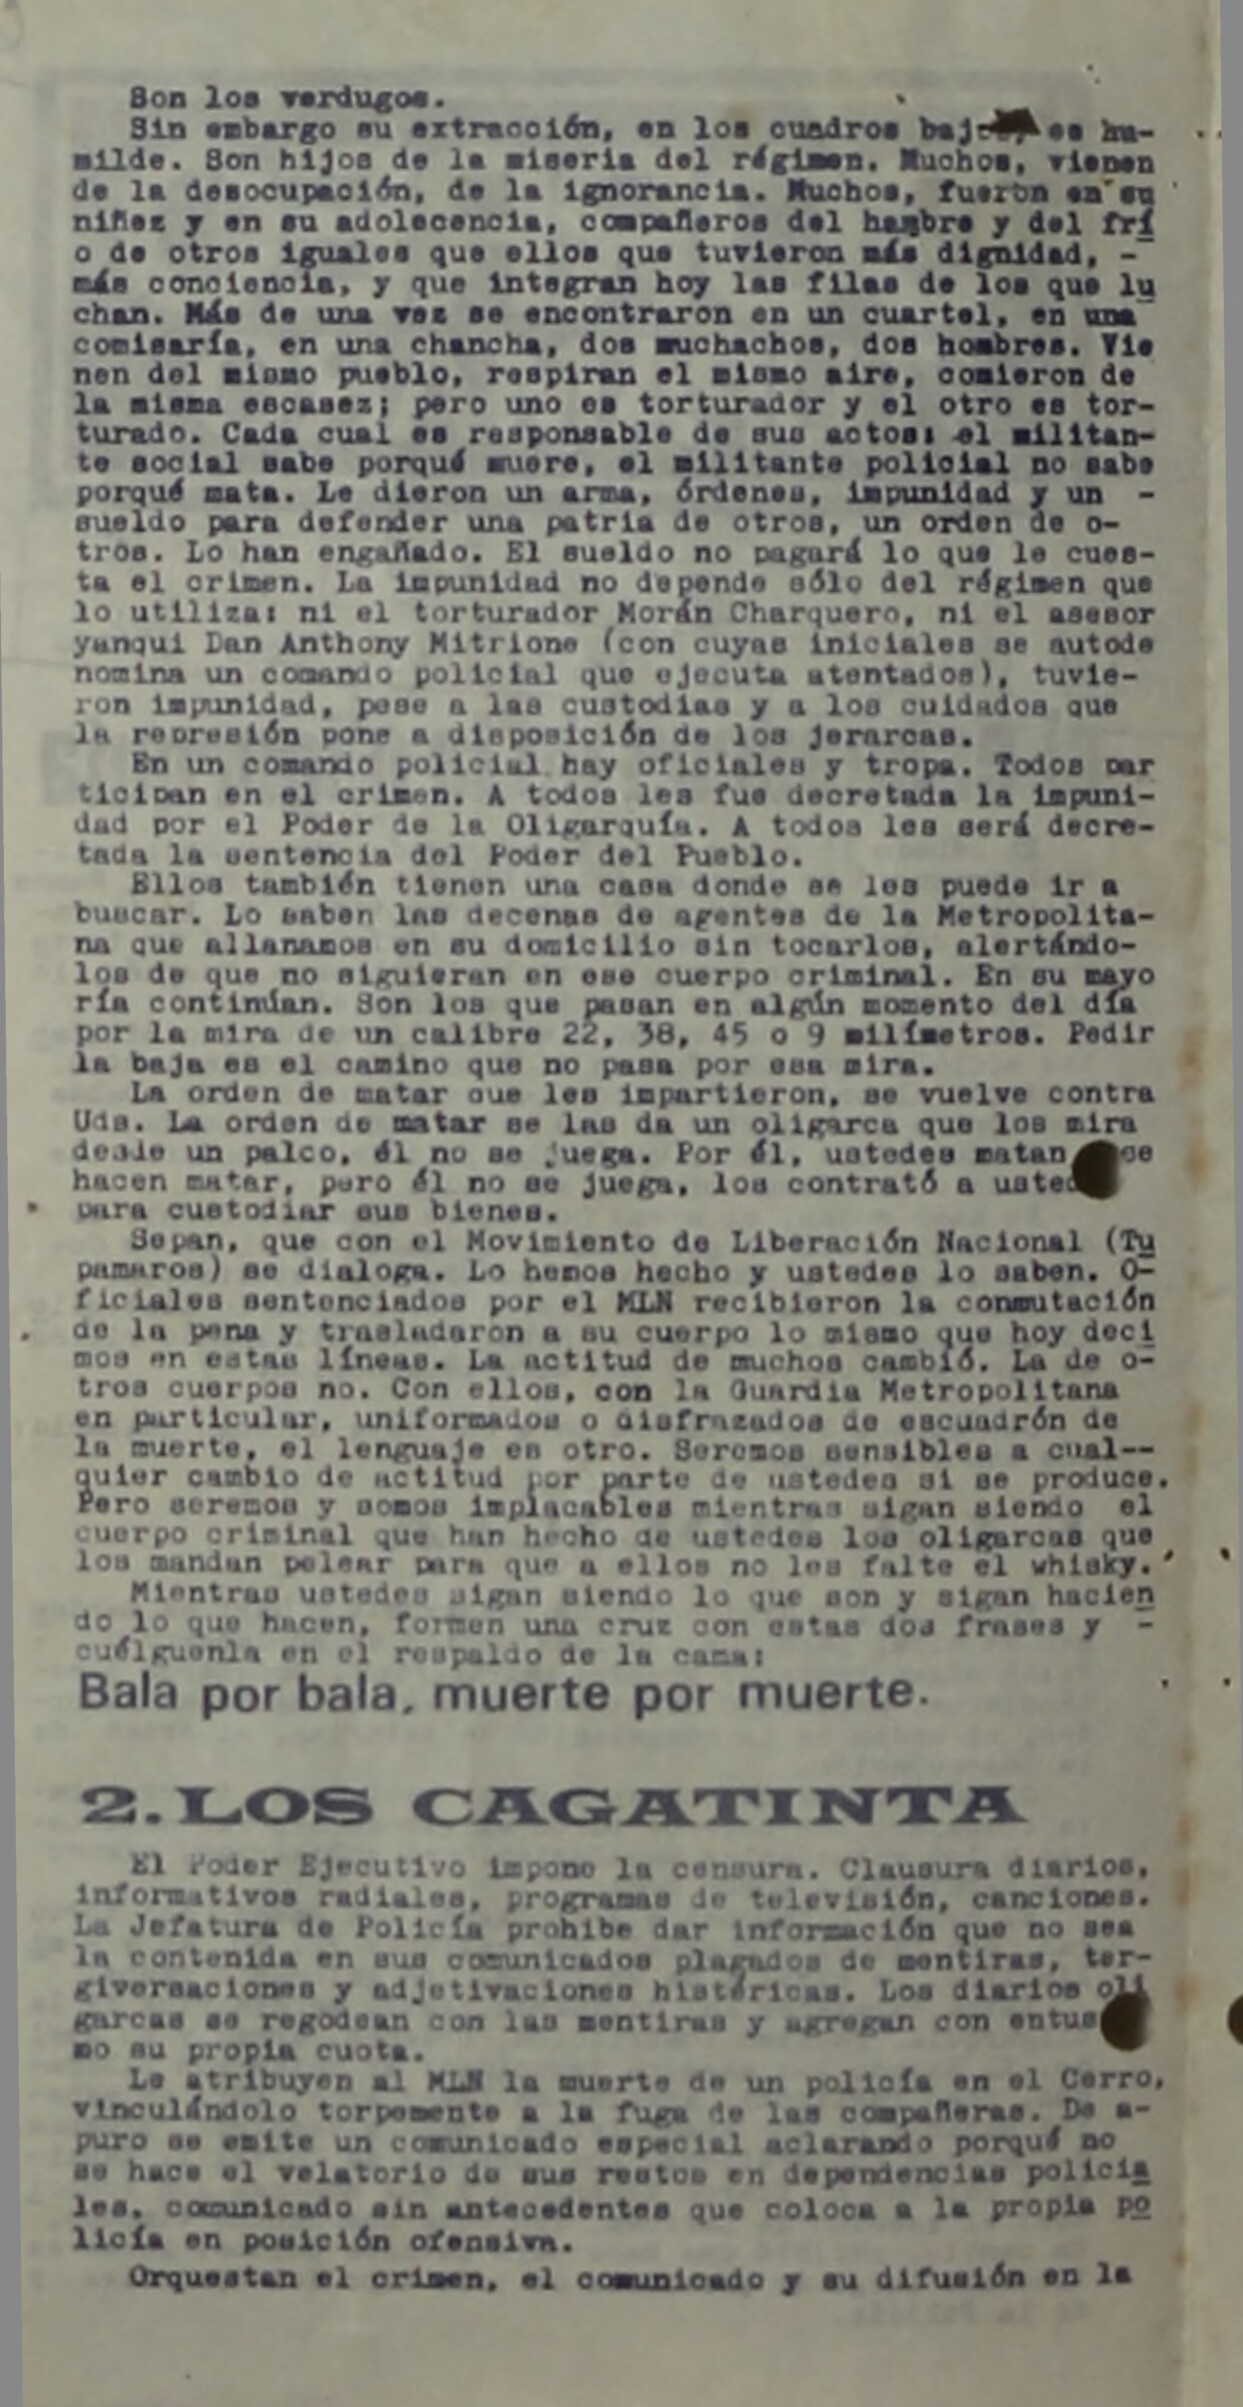 Son los verdugos.
Sin embargo su extracción, en los cuadros bajos, es hu-
milde. Son hijos de la miseria del régimen. Muchos, vienen
de la desocupación, de la ignorancia. Muchos, fueron en su
niñez y en su adolecencia, compañeros del hambre y del frí
o de otros iguales que ellos que tuvieron más dignidad, -
más conciencia, y que integran hoy las filas de los que lu
chan. Más de una vez se encontraron en un cuartel, en una
comisaría, en una chancha, dos muchachos, dos hombres. Vie
nen del mismo pueblo, respiran el mismo aire, comieron de
la misma escasez; pero uno es torturador y el otro es tor-
turado. Cada cual es responsable de sus actos: el militan-
te social sabe porqué muere, el militante policial no sabe
porqué mata. Le dieron un arma, órdenes, impunidad y un -
sueldo para defender una patria de otros, un orden de o-
tros. Lo han engañado. El sueldo no pagará lo que le cues-
ta el crimen. La impunidad no depende sólo del régimen que
lo utiliza: ni el torturador Morán Charquero, ni el asesor
yanqui Dan Anthony Mitrione (con cuyas iniciales se autode
nomina un comando policial que ejecuta atentados), tuvie-
ron impunidad, pese a las custodias y a los cuidados que
la represión pone a disposición de los jerarcas.
En un comando policial hay oficiales y tropa. Todos par
ticipan en el crimen. A todos les fue decretada la impuni-
dad por el Poder de la Oligarquía. A todos les será decre-
tada la sentencia del Poder del Pueblo.
Ellos también tienen una casa donde se les puede ir a
buscar. Lo saben las decenas de agentes de la Metropolita-
na que allanamos en su domicilio sin tocarlos, alertándo-
los de que no siguieran en ese cuerpo criminal. En su mayo
ría continúan. Son los que pasan en algún momento del día
por la mira de un calibre 22, 38, 45 o 9 milímetros. Pedir
la baja es el camino que no pasa por esa mira.
La orden de matar que les impartieron, se vuelve contra
Uds. La orden de matar se las da un oligarca que los mira
desde un palco, él no se juega. Por él, ustedes matan se
hacen matar, pero él no se juega, los contrató a usted
para custodiar sus bienes.
Sepan, que con el Movimiento de Liberación Nacional (Tu
pamaros) se dialoga. Lo hemos hecho y ustedes lo saben. O-
ficiales sentenciados por el MLN recibieron la conmutación
de la pena y trasladaron a su cuerpo lo mismo que hoy deci
mos en estas líneas. La actitud de muchos cambió. La de o-
tros cuerpos no. Con ellos, con la Guardia Metropolitana
en particular, uniformados o disfrazados de escuadrón de
la muerte, el lenguaje es otro. Seremos sensibles a cual--
quier cambio de actitud por parte de ustedes si se produce.
Pero seremos y somos implacables mientras sigan siendo el
cuerpo criminal que han hecho de ustedes los oligarcas que
los mandan pelear para que a ellos no les falte el whisky.
Mientras ustedes sigan siendo lo que son y sigan hacien
do lo que hacen, formen una cruz con estas dos frases y -
cuélguenla en el respaldo de la cama:
Bala por bala, muerte por muerte.
2. LOS CAGATINTA
El Poder Ejecutivo impone la censura. Clausura diarios,
informativos radiales, programas de televisión, canciones.
La Jefatura de Policía prohibe dar información que no sea
la contenida en sus comunicados plagados de mentiras, ter-
giversaciones y adjetivaciones histéricas. Los diarios oli
garcas se regodean con las mentiras y agregan con entus
mo su propia cuota.
Le atribuyen al MLN la muerte de un policía en el Cerro,
vinculándolo torpemente a la fuga de las compañeras. De a-
puro se emite un comunicado especial aclarando porqué no
se hace el velatorio de sus restos en dependencias policia
les, comunicado sin antecedentes que coloca a la propia po
licía en posición ofensiva.
Orquestan el crimen, el comunicado y su difusión en la